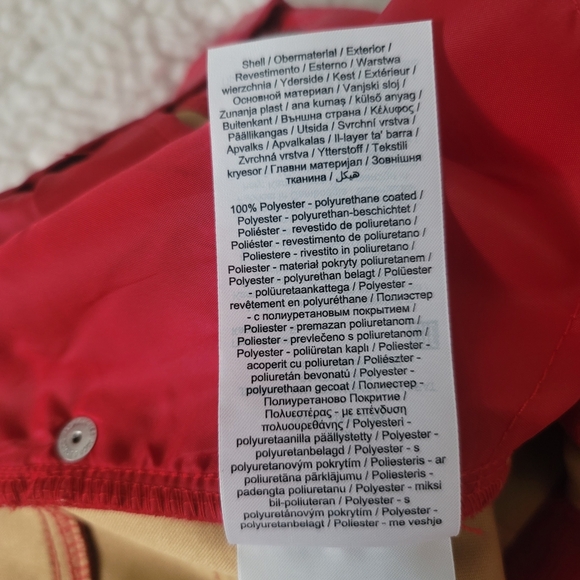 Shell / Obermaterial / Exterior /
Revestimento / Esterno / Warstwa
wierzchnia / Yderside / Kest / Extérieur /
Основной материал / Vanjski sloj /
Zunanja plast / ana kumaş / külső anyag /
Buitenkant / Външна страна / Κέλυφος /
Päällikangas / Utsida / Svrchní vrstva /
Apvalks / Apvalkalas / Il-layer ta' barra /
Zvrchná vrstva / Ytterstoff / Tekstili
kryesor / Главни материјал / Зовнішня
тканина / هيكل
100% Polyester - polyurethane coated /
Polyester - polyurethan-beschichtet /
Poliéster - revestido de poliuretano /
Poliéster - revestimento de poliuretano /
Poliestere - rivestito in poliuretano /
Poliester - materiał pokryty poliuretanem /
Polyester - polyurethan belagt / Polüester
- polüuretaankattega / Polyester -
revêtement en polyuréthane / Полиэстер
- с полиуретановым покрытием /
Poliester - premazan poliuretanom /
Poliester - prevlečeno s poliuretanom /
Polyester - poliüretan kaplı / Poliester -
acoperit cu poliuretan / Poliészter -
poliuretán bevonatú / Polyester -
polyurethaan gecoat / Полиестер -
Полиуретаново Покритие /
Πολυεστέρας - με επένδυση
πολυουρεθάνης / Polyesteri -
polyuretaanilla päällystetty / Polyester -
polyuretanbelagd / Polyester - s
polyuretanovým pokrytím / Poliesteris - ar
poliuretāna pārklājumu / Poliesteris -
padengta poliuretanu / Polyester - miksi
bil-poliuteran / Polyester - s
polyuretánovým pokrytím / Polyester -
polyuretanbelagt / Poliester - me veshje